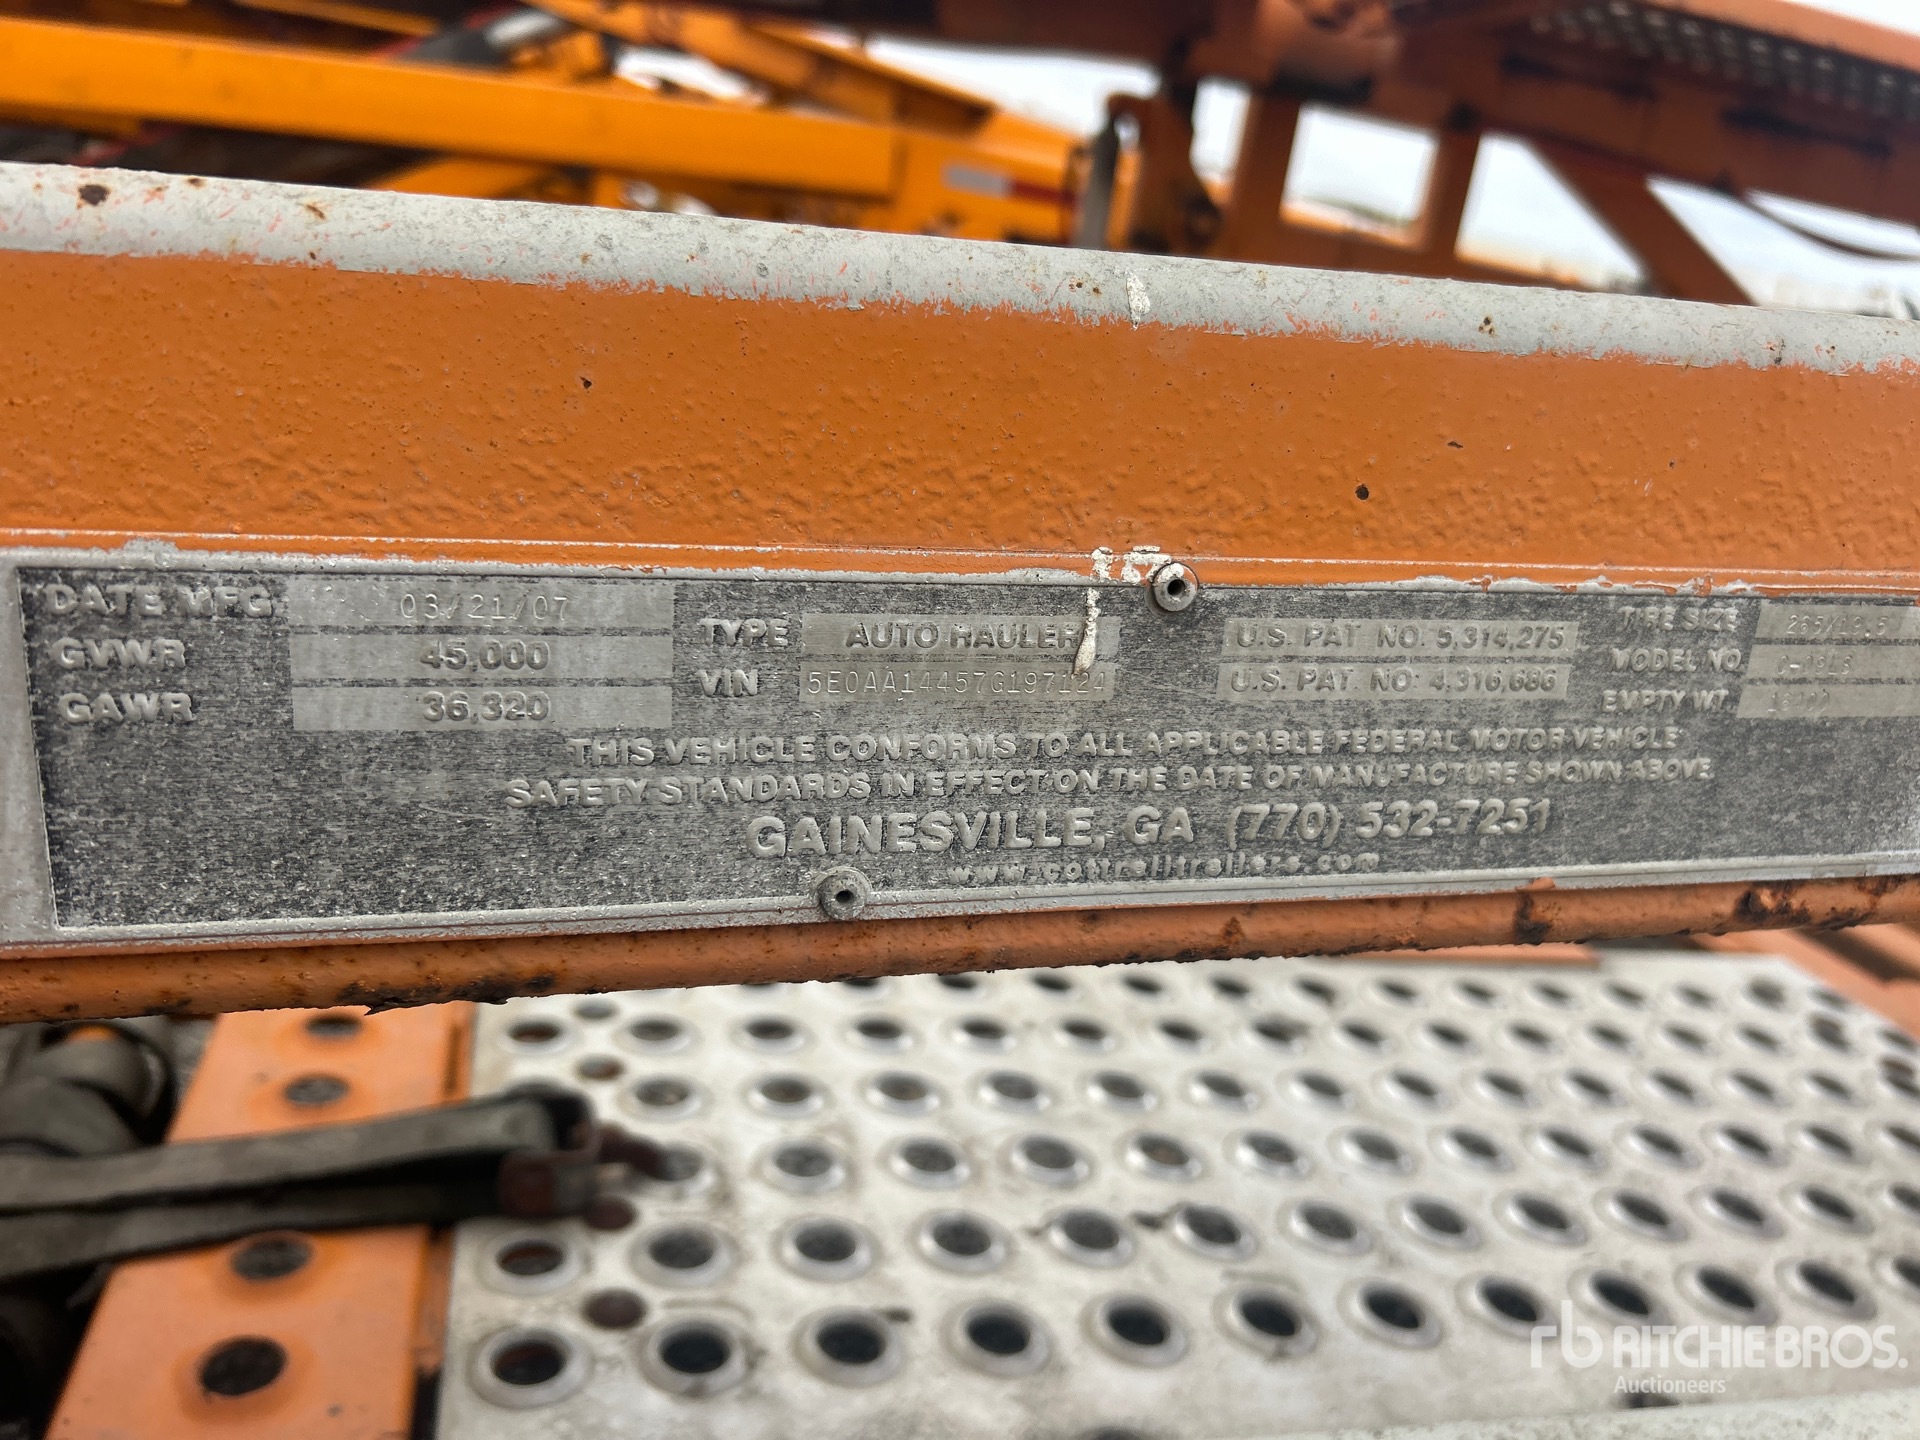 DATE MFG 03/21/07
GVWR 45,000
GAWR 36,320
TYPE AUTO HAULER
VIN 5E0AA14457G197124
U.S. PAT NO. 5,314,275
U.S. PAT. NO: 4,316,686
TIRE SIZE
MODEL NO.
EMPTY WT.
THIS VEHICLE CONFORMS TO ALL APPLICABLE FEDERAL MOTOR VEHICLE
SAFETY STANDARDS IN EFFECT ON THE DATE OF MANUFACTURE SHOWN ABOVE
GAINESVILLE, GA (770) 532-7251
www.cottrelltrailers.com
rb RITCHIE BROS.
Auctioneers